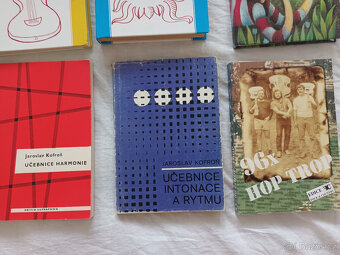 Jaroslav Kofroň
UČEBNICE HARMONIE
JAROSLAV KOFROŇ
UČEBNICE
INTONACE
A RYTMU
96x
HOP TROP